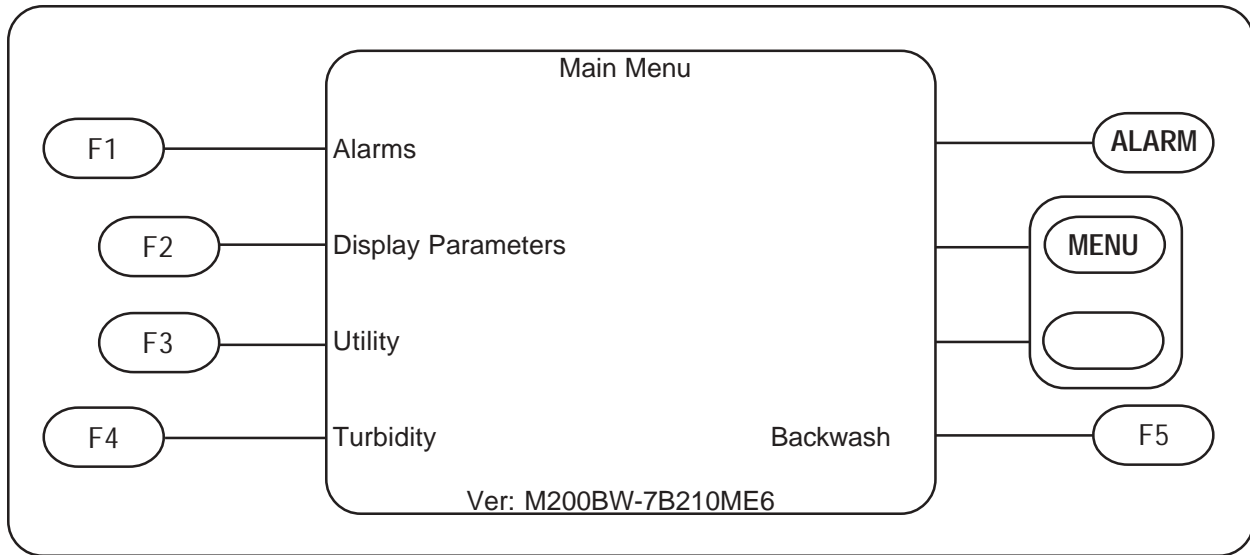 Main Menu
F1
Alarms
ALARM
F2
Display Parameters
MENU
F3
Utility
F4
Turbidity
Backwash
F5
Ver: M200BW-7B210ME6